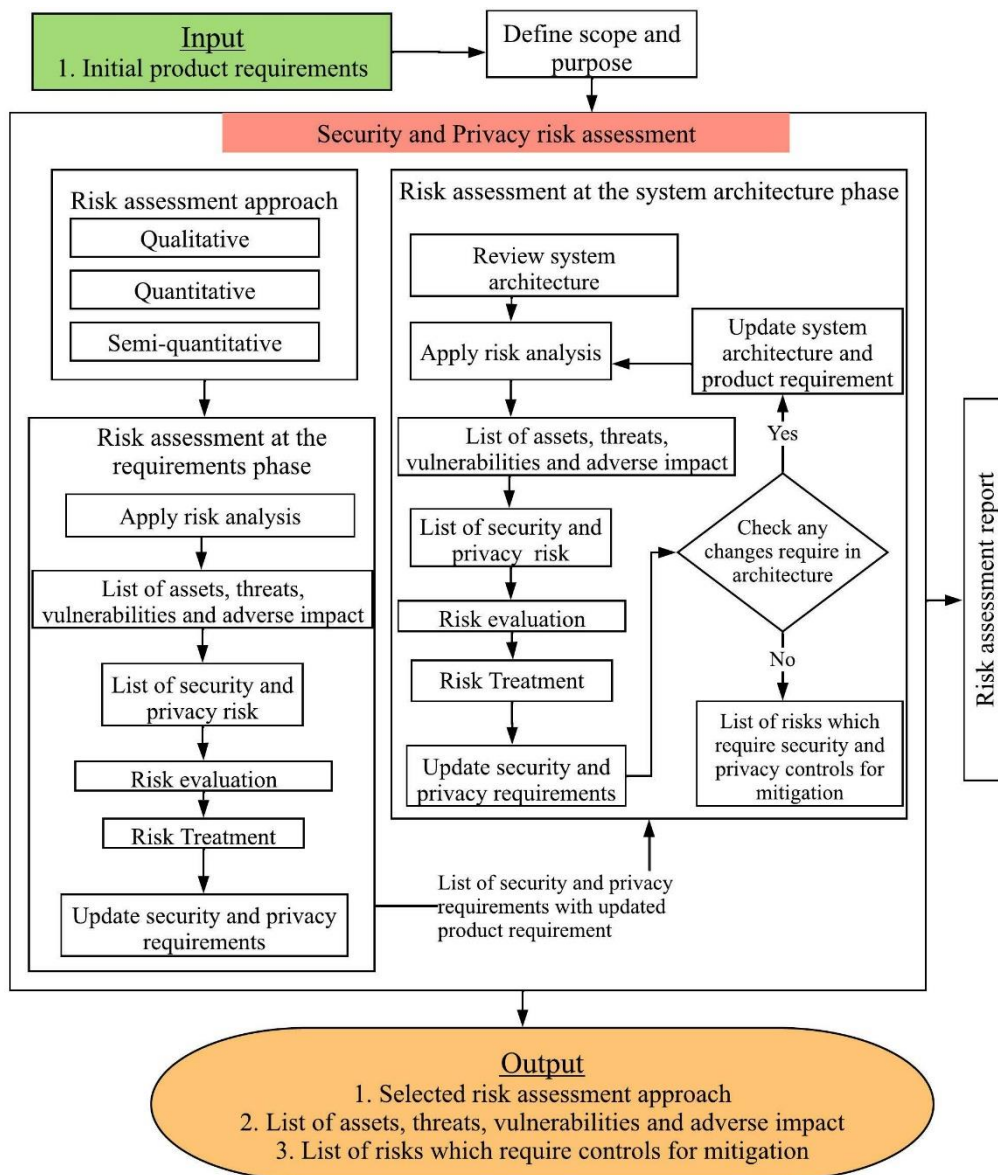 Input
1. Initial product requirements
Define scope and
purpose
Security and Privacy risk assessment
Risk assessment approach
Qualitative
Quantitative
Semi-quantitative
Risk assessment at the
requirements phase
Apply risk analysis
List of assets, threats,
vulnerabilities and adverse impact
List of security and
privacy risk
Risk evaluation
Risk Treatment
Update security and privacy
requirements
List of security and privacy
requirements with updated
product requirement
Risk assessment at the system architecture phase
Review system
architecture
Apply risk analysis
List of assets, threats,
vulnerabilities and adverse impact
List of security and
privacy risk
Risk evaluation
Risk Treatment
Update security and
privacy requirements
Check any
changes require in
architecture
Yes
Update system
architecture and
product requirement
No
List of risks which
require security and
privacy controls for
mitigation
Risk assessment report
Output
1. Selected risk assessment approach
2. List of assets, threats, vulnerabilities and adverse impact
3. List of risks which require controls for mitigation